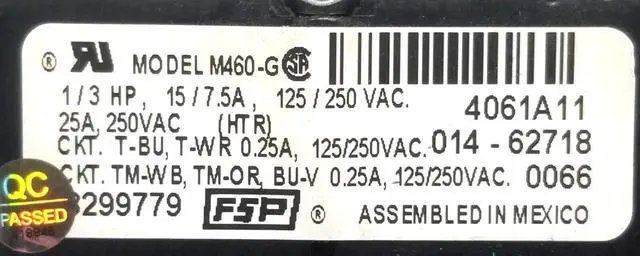 ® MODEL M460-G
1/3 HP, 15/7.5A, 125/250 VAC. 4061A11
25A, 250VAC (HTR)
CKT. T-BU, T-WR 0.25A, 125/250VAC. 014-62718
CKT. TM-WB, TM-OR, BU-V 0.25A, 125/250VAC. 0066
QC
PASSED
299779 FSP ® ASSEMBLED IN MEXICO